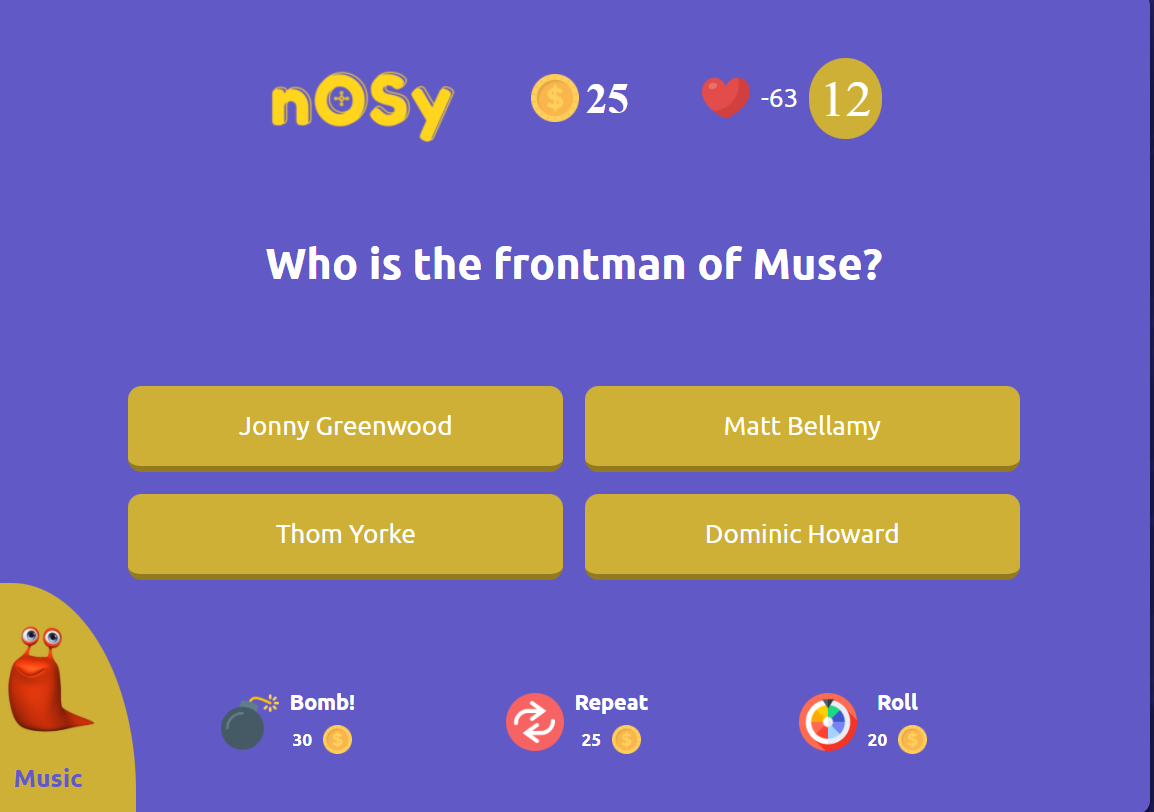 nOSy
25
-63
12
Who is the frontman of Muse?
Jonny Greenwood
Matt Bellamy
Thom Yorke
Dominic Howard
Bomb!
30
Repeat
25
Roll
20
Music